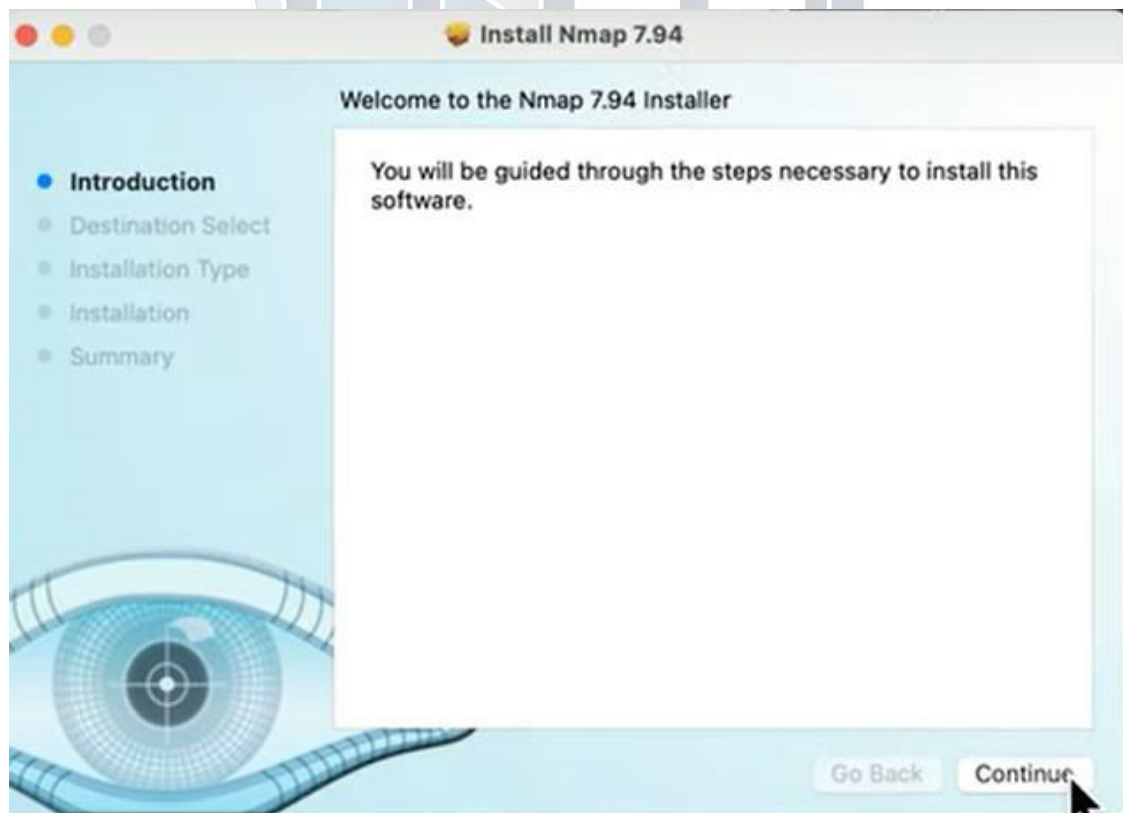 Install Nmap 7.94
Welcome to the Nmap 7.94 Installer
Introduction
Destination Select
Installation Type
Installation
Summary
You will be guided through the steps necessary to install this
software.
Go Back
Continue